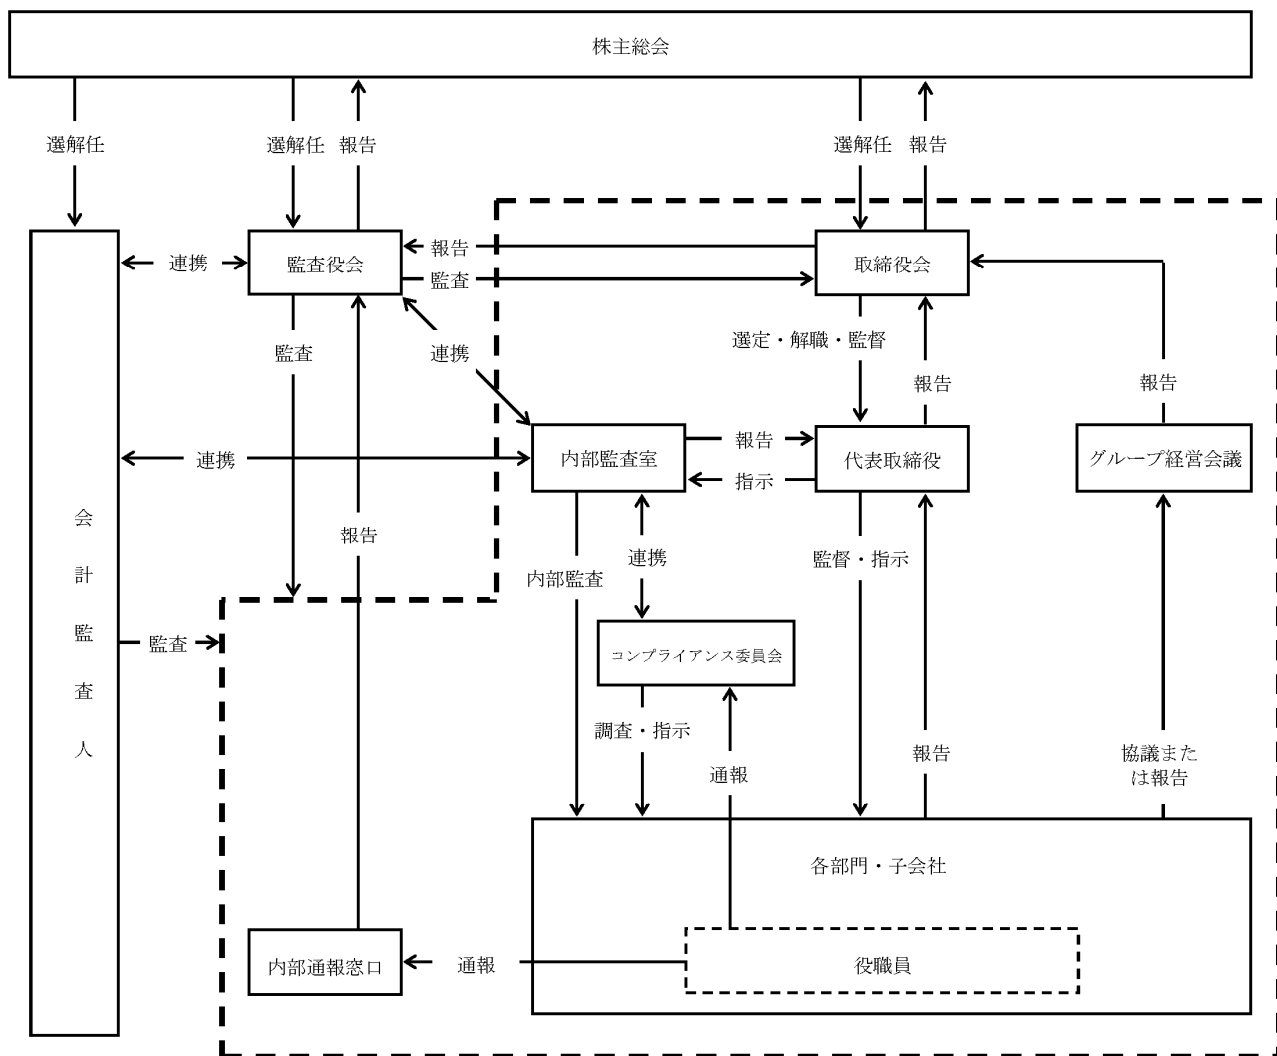 株主総会
選解任
選解任
報告
選解任
報告
連携
監査役会
報告
監査
取締役会
監査
連携
選定・解職・監督
報告
報告
連携
内部監査室
報告
指示
代表取締役
グループ経営会議
会計監査人
報告
内部監査
連携
監督・指示
監査
コンプライアンス委員会
調査・指示
通報
報告
協議また
は報告
各部門・子会社
内部通報窓口
通報
役職員